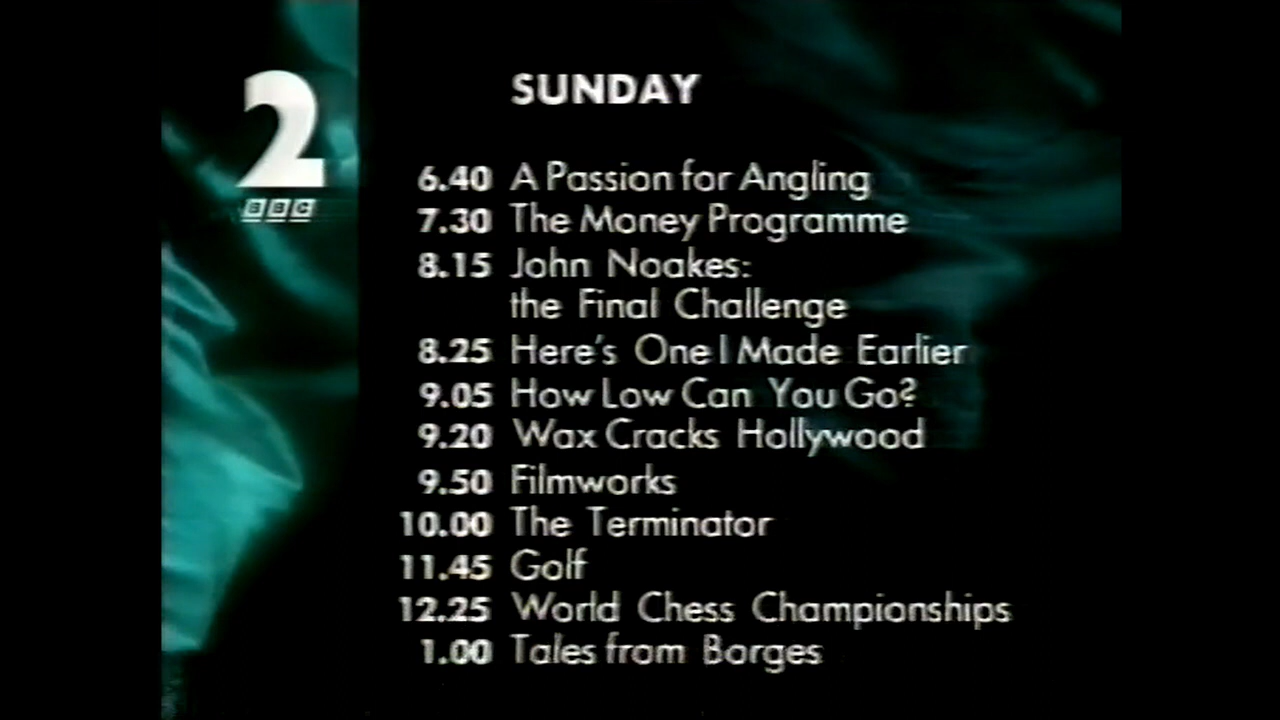 2
BBC
SUNDAY
6.40 A Passion for Angling
7.30 The Money Programme
8.15 John Noakes:
the Final Challenge
8.25 Here's One I Made Earlier
9.05 How Low Can You Go?
9.20 Wax Cracks Hollywood
9.50 Filmworks
10.00 The Terminator
11.45 Golf
12.25 World Chess Championships
1.00 Tales from Borges